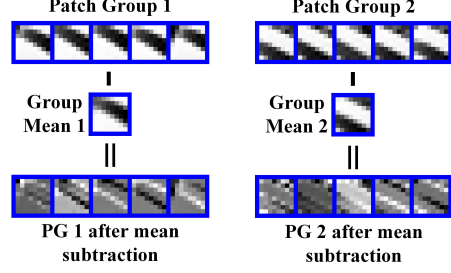 Patch Group 1
Patch Group 2
Group
Mean 1
Group
Mean 2
PG 1 after mean
subtraction
PG 2 after mean
subtraction